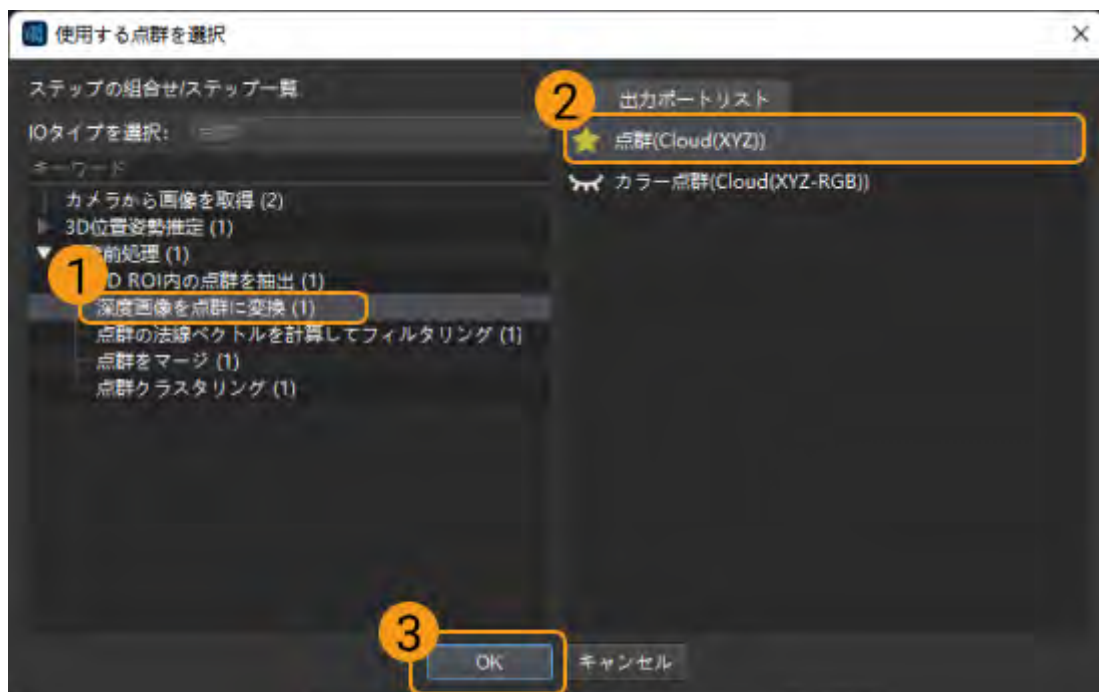 使用する点群を選択
ステップの組合せ/ステップ一覧
IOタイプを選択:
キーワード
カメラから画像を取得 (2)
3D位置姿勢推定 (1)
前処理 (1)
1
D ROI内の点群を抽出 (1)
深度画像を点群に変換 (1)
点群の法線ベクトルを計算してフィルタリング (1)
点群をマージ (1)
点群クラスタリング (1)
2
出力ポートリスト
点群(Cloud(XYZ))
カラー点群(Cloud(XYZ-RGB))
3
OK
キャンセル